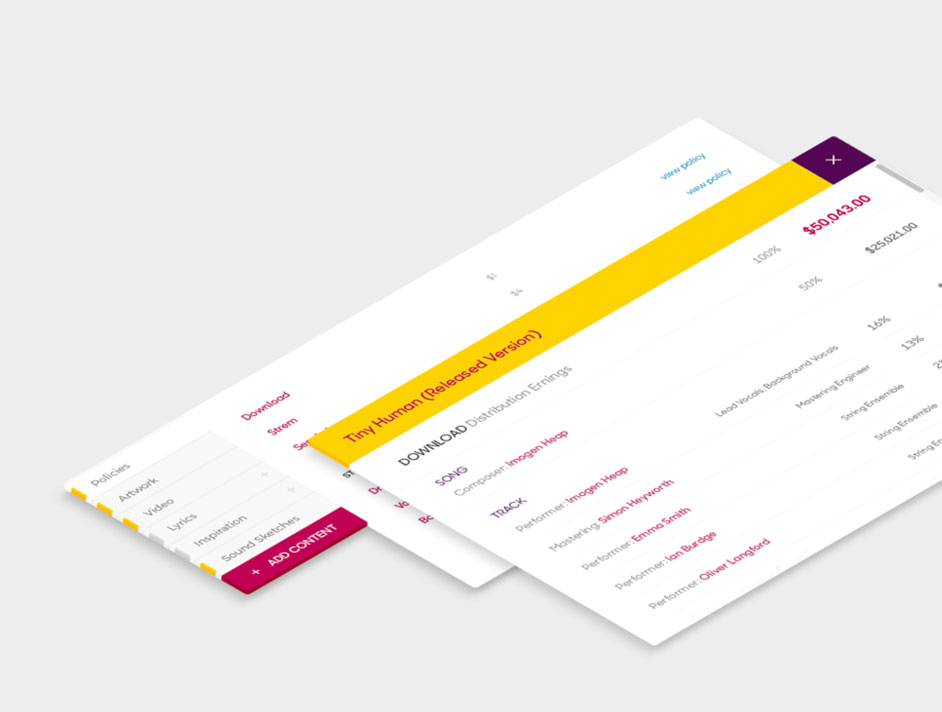 view policy
view policy
$1
$4
Download
Strem
Policies
Artwork
Video
Lyrics
Inspiration
Sound Sketches
+ ADD CONTENT
Tiny Human (Released Version)
DOWNLOAD Distribution Ernings
100% $50,043.00
SONG
50% $25,021.00
Composer: Imogen Heap
TRACK
Performer: Imogen Heap
Lead Vocals, Background Vocals 16%
Mastering: Simon Heyworth
Mastering Engineer 13%
Performer: Emma Smith
String Ensemble
Performer: Ian Burdge
String Ensemble
Performer: Oliver Langford